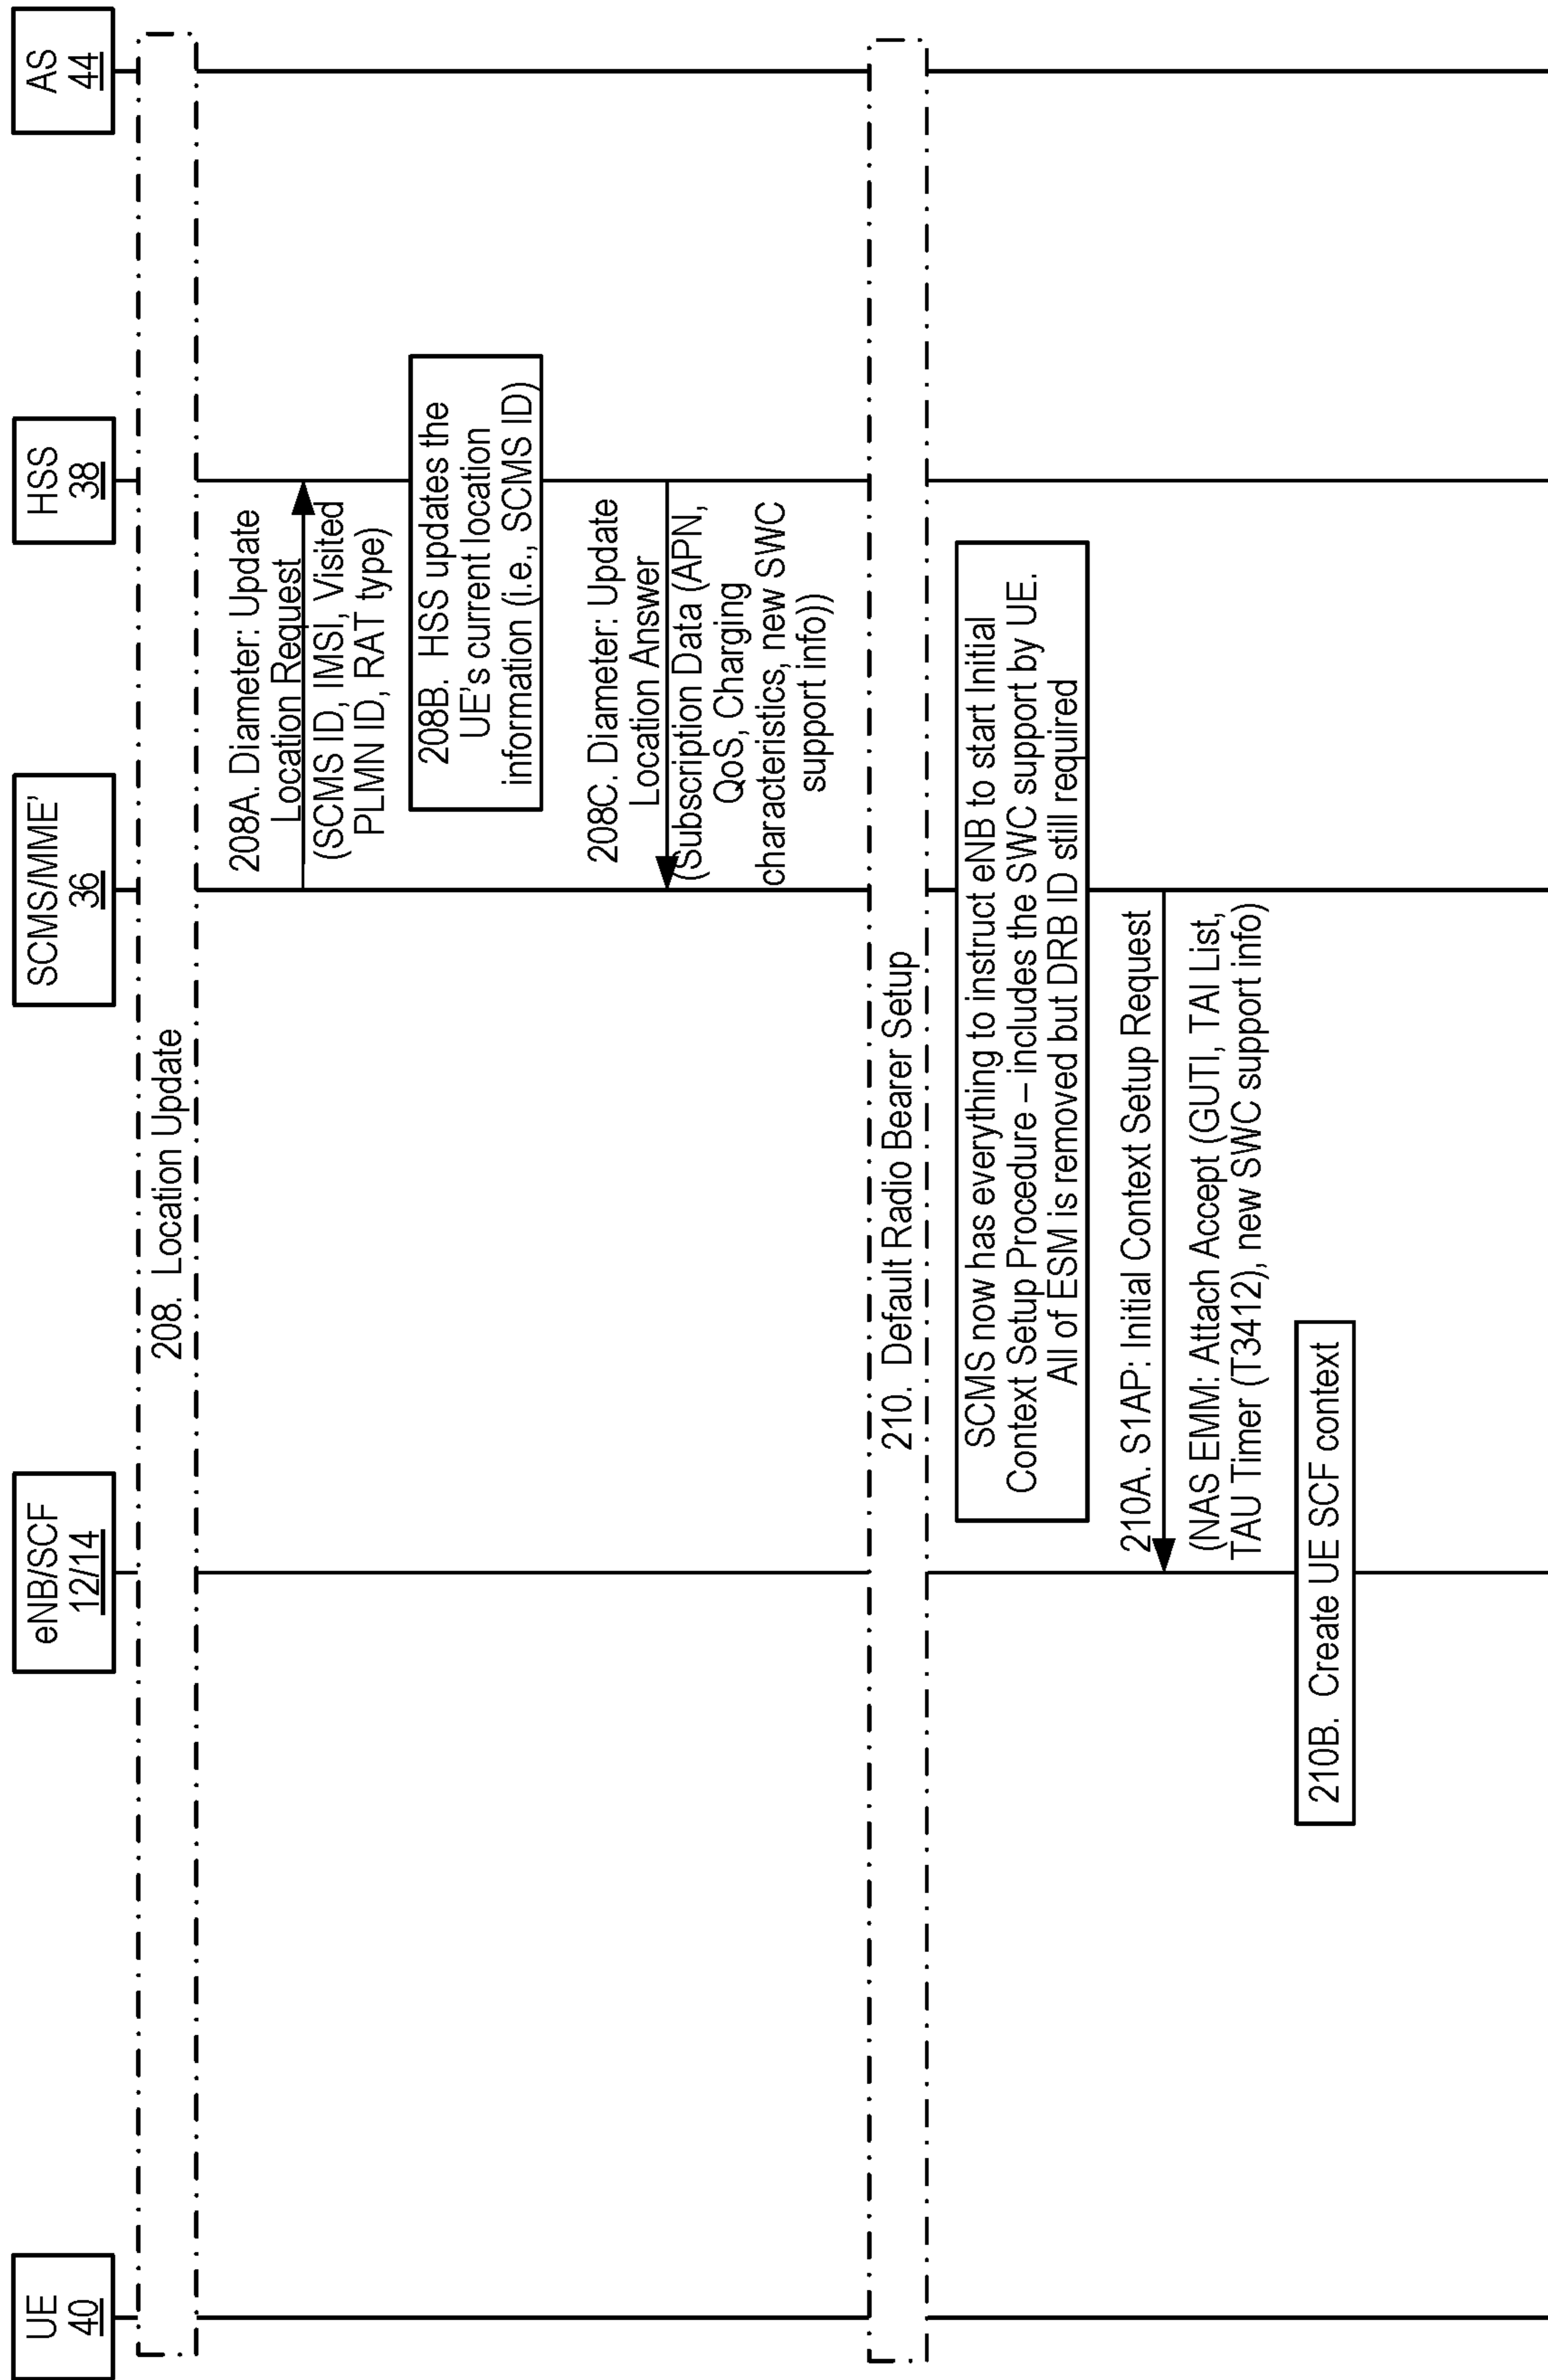 UE
40
eNB/SCF
12/14
SCMS/MME'
36
HSS
38
AS
44
208. Location Update
208A. Diameter: Update
Location Request
(SCMS ID, IMSI, Visited
PLMN ID, RAT type)
208B. HSS updates the
UE's current location
information (i.e., SCMS ID)
208C. Diameter: Update
Location Answer
(Subscription Data (APN,
QoS, Charging
characteristics, new SWC
support info))
210. Default Radio Bearer Setup
SCMS now has everything to instruct eNB to start Initial
Context Setup Procedure – includes the SWC support by UE.
All of ESM is removed but DRB ID still required
210A. S1AP: Initial Context Setup Request
(NAS EMM: Attach Accept (GUTI, TAI List,
TAU Timer (T3412), new SWC support info)
210B. Create UE SCF context